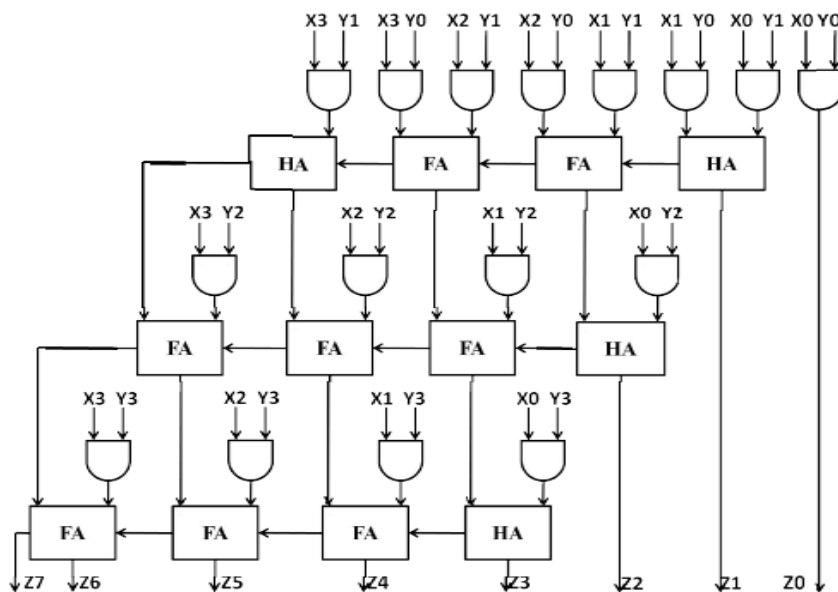 X3 Y1 X3 Y0 X2 Y1 X2 Y0 X1 Y1 X1 Y0 X0 Y1 X0 Y0
HA FA FA HA
X3 Y2 X2 Y2 X1 Y2 X0 Y2
FA FA FA HA
X3 Y3 X2 Y3 X1 Y3 X0 Y3
FA FA FA HA
Z7 Z6 Z5 Z4 Z3 Z2 Z1 Z0